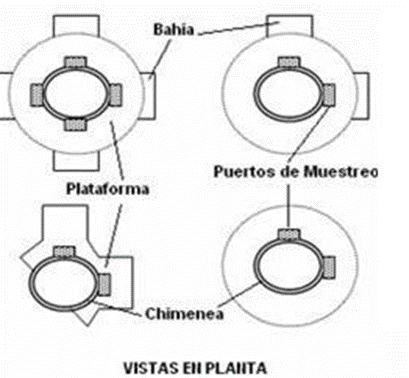 Bahía
Puertos de Muestreo
Plataforma
Chimenea
VISTAS EN PLANTA